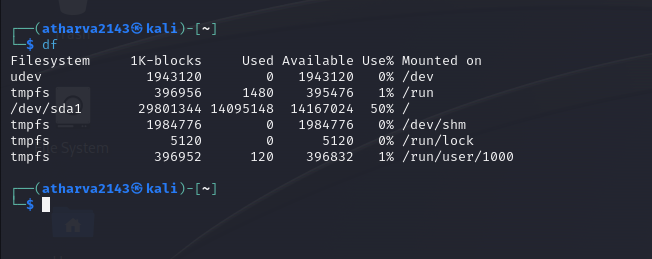 ┌──(atharva2143㉿kali)-[~]
└─$ df
Filesystem     1K-blocks     Used Available Use% Mounted on
udev             1943120        0   1943120   0% /dev
tmpfs             396956     1480    395476   1% /run
/dev/sda1       29801344 14095148  14167024  50% /
tmpfs            1984776        0   1984776   0% /dev/shm
tmpfs               5120        0      5120   0% /run/lock
tmpfs             396952      120    396832   1% /run/user/1000
┌──(atharva2143㉿kali)-[~]
└─$